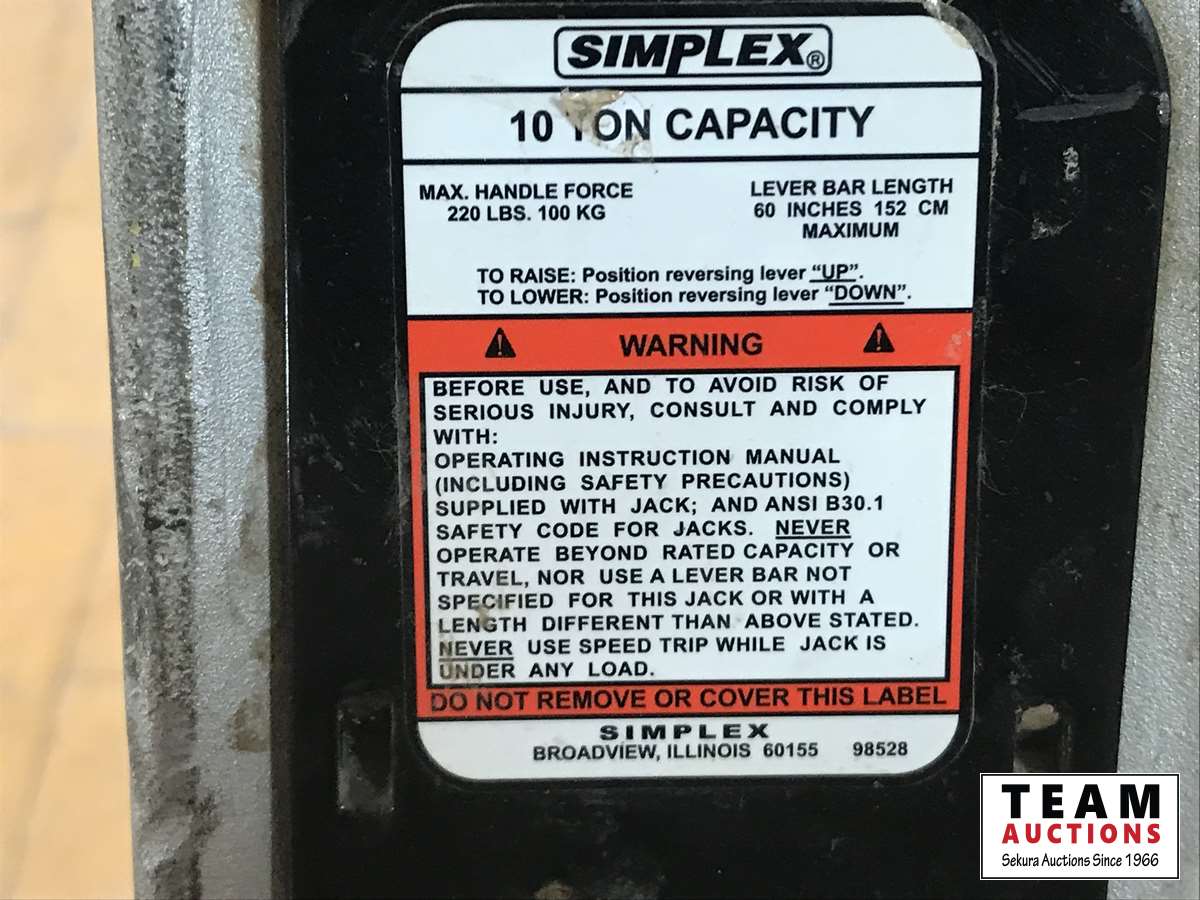 SIMPLEX®
10 TON CAPACITY
MAX. HANDLE FORCE
220 LBS. 100 KG
LEVER BAR LENGTH
60 INCHES 152 CM
MAXIMUM
TO RAISE: Position reversing lever “UP”.
TO LOWER: Position reversing lever “DOWN”.
WARNING
BEFORE USE, AND TO AVOID RISK OF
SERIOUS INJURY, CONSULT AND COMPLY
WITH:
OPERATING INSTRUCTION MANUAL
(INCLUDING SAFETY PRECAUTIONS)
SUPPLIED WITH JACK; AND ANSI B30.1
SAFETY CODE FOR JACKS. NEVER
OPERATE BEYOND RATED CAPACITY OR
TRAVEL, NOR USE A LEVER BAR NOT
SPECIFIED FOR THIS JACK OR WITH A
LENGTH DIFFERENT THAN ABOVE STATED.
NEVER USE SPEED TRIP WHILE JACK IS
UNDER ANY LOAD.
DO NOT REMOVE OR COVER THIS LABEL
SIMPLEX
BROADVIEW, ILLINOIS 60155 98528
TEAM
AUCTIONS
Sekura Auctions Since 1966